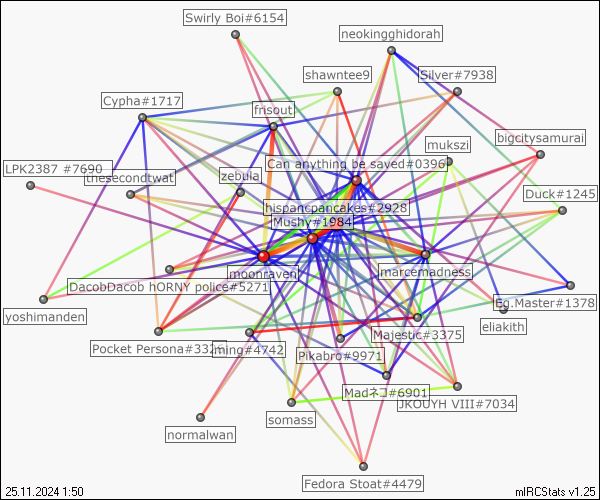 Swirly Boi#6154
neokingghidorah
shawntee9
Silver#7938
Cypha#1717
frisout
mukszi
bigcitysamurai
Can anything be saved#0396
LPK2387 #7690
thesecondtwat
zebula
Duck#1245
hispancpancakes#2928
Mushy#1984
moonraven
marcemadness
DacobDacob hORNY police#5271
Eg.Master#1378
yoshimanden
eliakith
Majestic#3375
Pocket Persona#332
ming#4742
Pikabro#9971
Madネコ#6901
JKOUYH VIII#7034
somass
normalwan
Fedora Stoat#4479
25.11.2024 1:50
mIRCStats v1.25